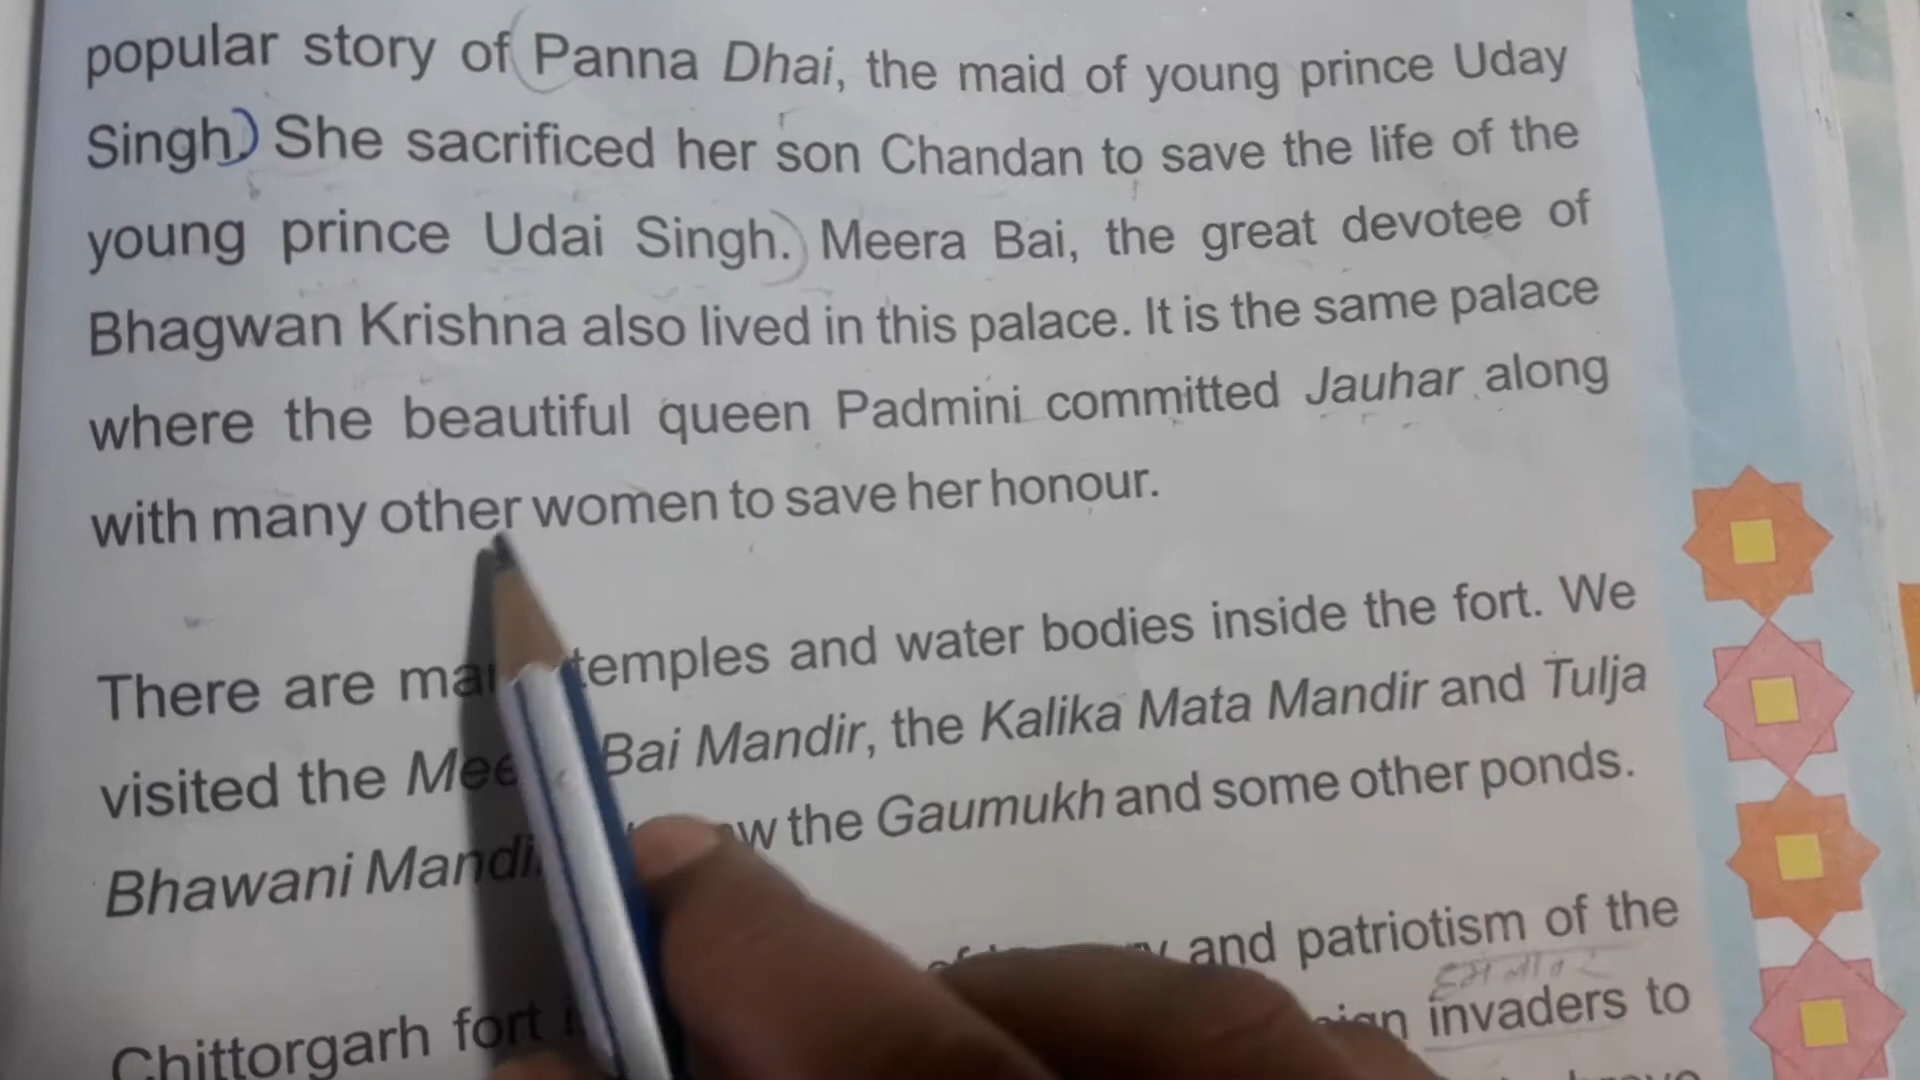 popular story of Panna Dhai, the maid of young prince Uday
Singh. She sacrificed her son Chandan to save the life of the
young prince Udai Singh. Meera Bai, the great devotee of
Bhagwan Krishna also lived in this palace. It is the same palace
where the beautiful queen Padmini committed Jauhar along
with many other women to save her honour.
There are temples and water bodies inside the fort. We
visited the Bai Mandir, the Kalika Mata Mandir and Tulja
Bhawani the Gaumukh and some other ponds.
and patriotism of the
Chittorgarh fort invaders to